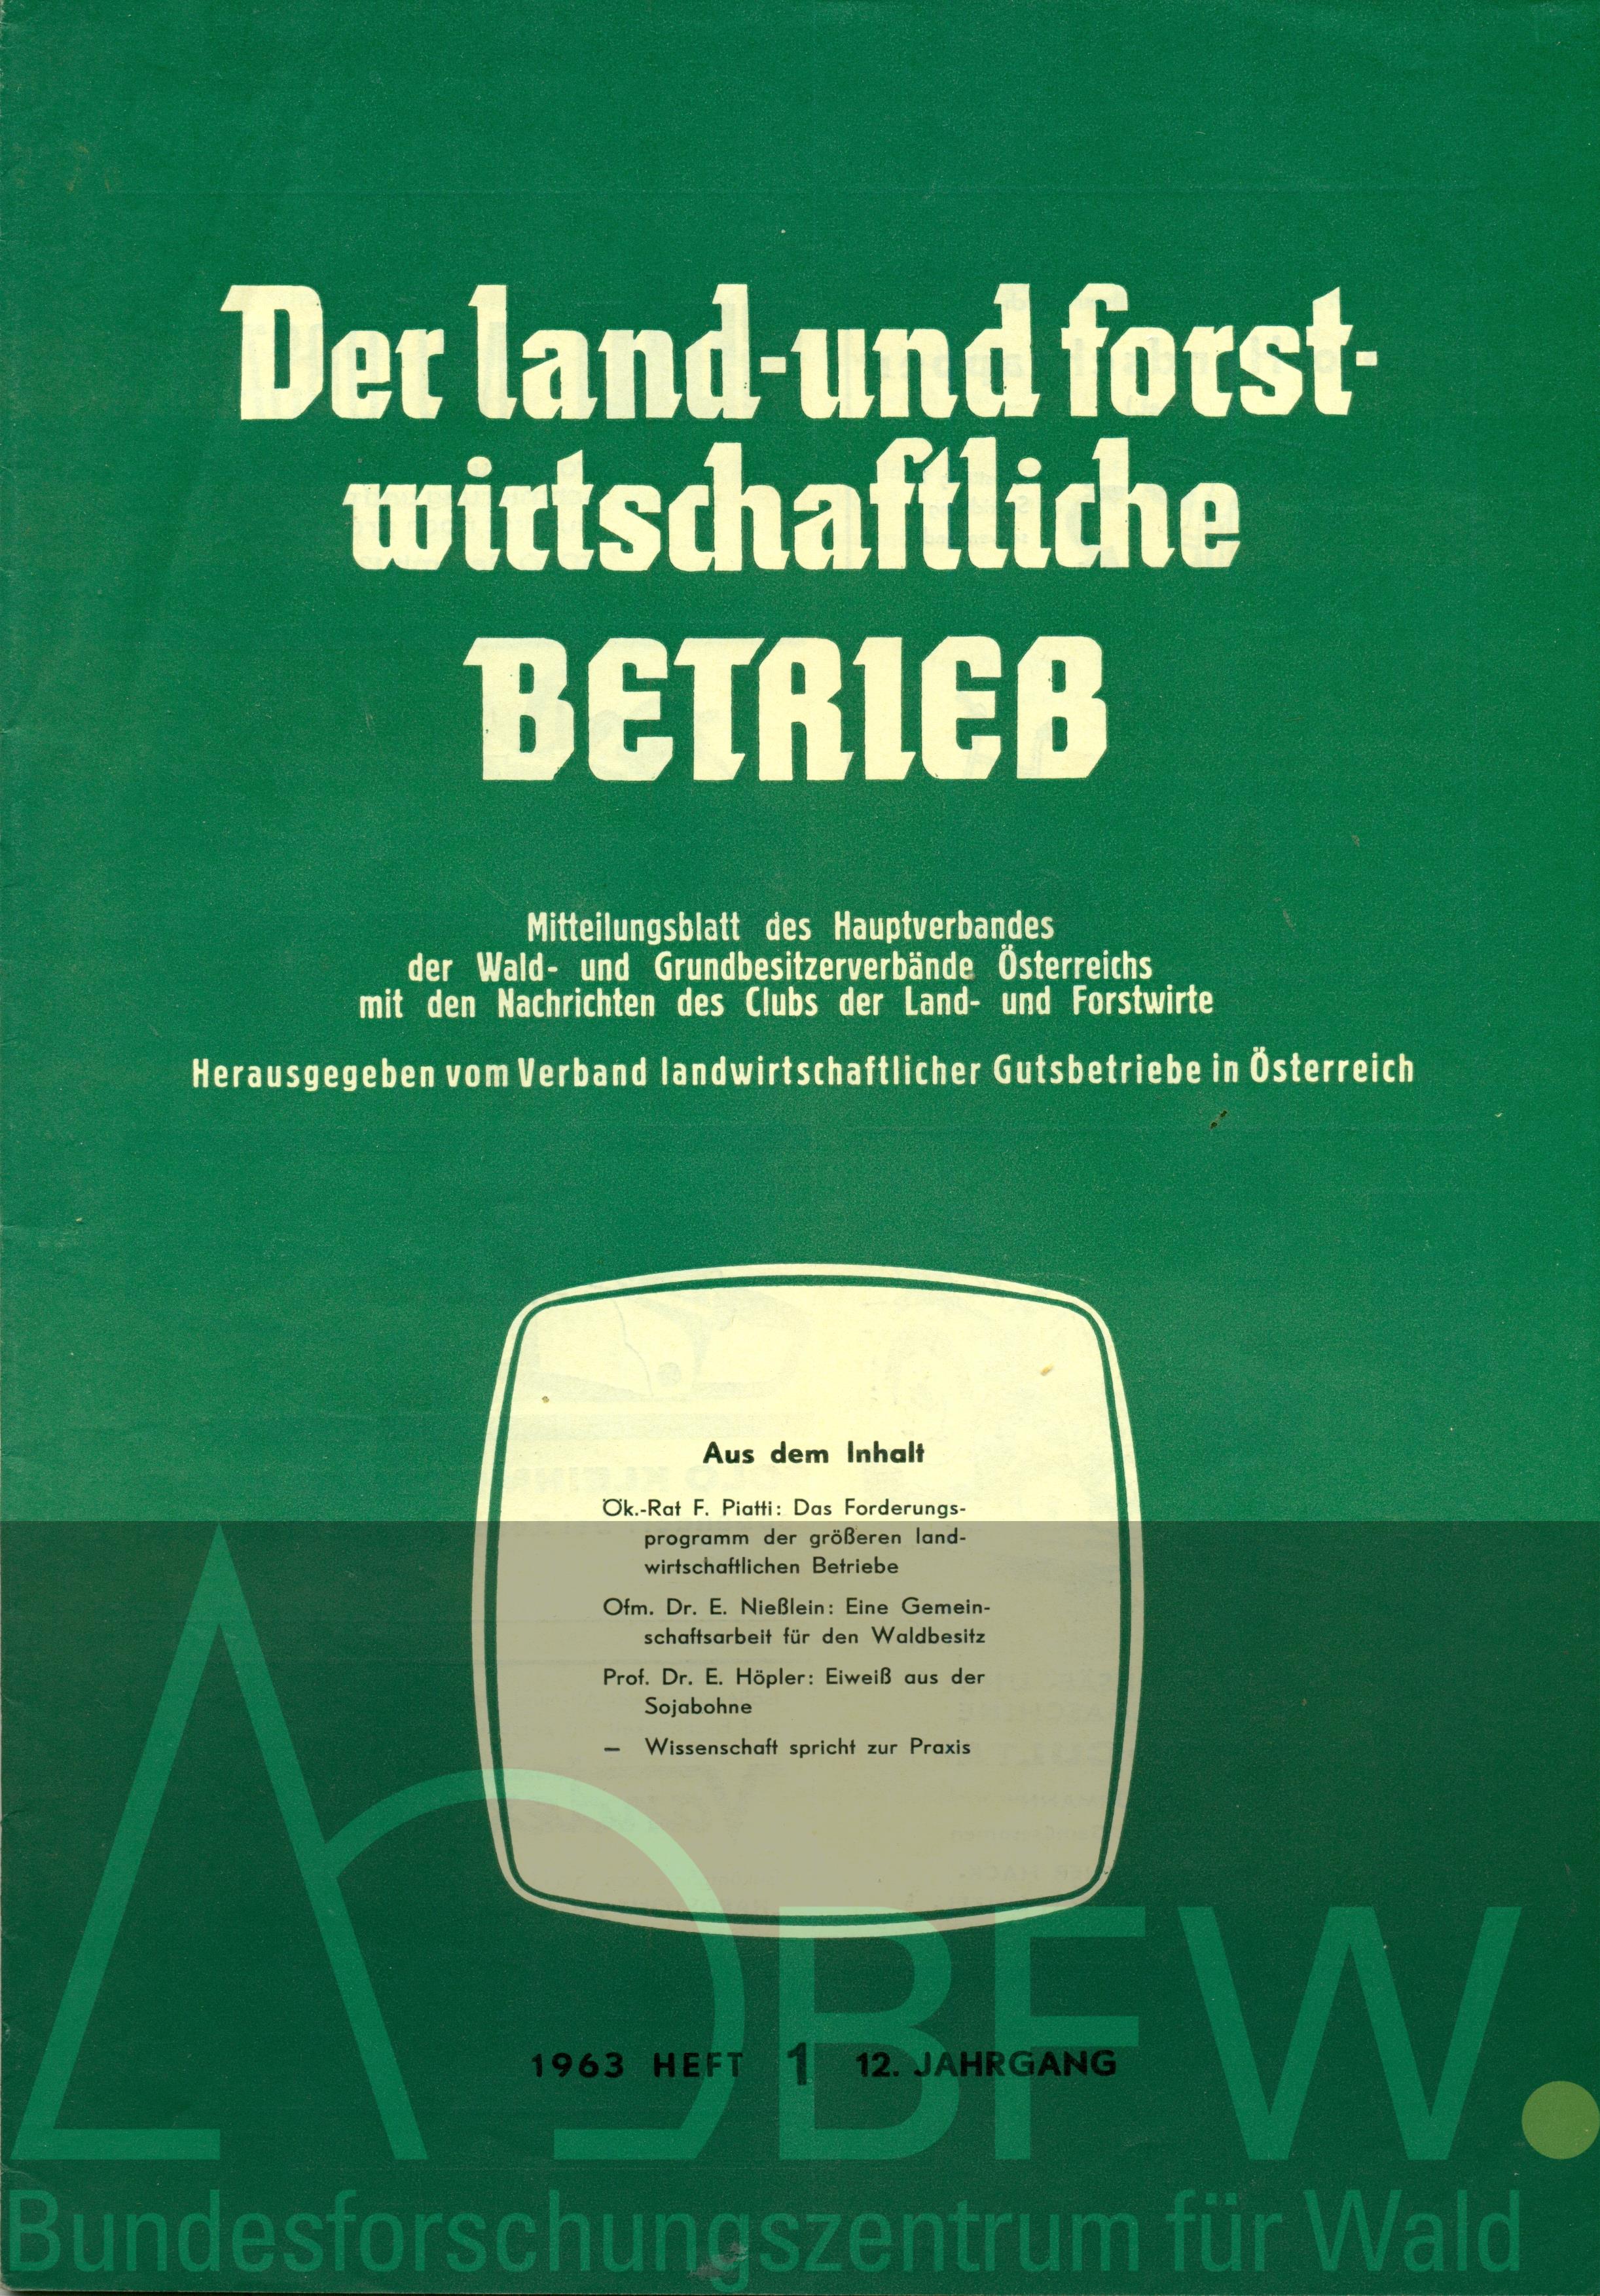 Der land-und forst-
wirtschaftliche
BETRIEB
Mitteilungsblatt des Hauptverbandes
der Wald- und Grundbesitzerverbände Österreichs
mit den Nachrichten des Clubs der Land- und Forstwirte
Herausgegeben vom Verband landwirtschaftlicher Gutsbetriebe in Österreich
Aus dem Inhalt
Ök.-Rat F. Piatti: Das Forderungs-
programm der größeren land-
wirtschaftlichen Betriebe
Ofm. Dr. E. Nießlein: Eine Gemein-
schaftsarbeit für den Waldbesitz
Prof. Dr. E. Höpler: Eiweiß aus der
Sojabohne
— Wissenschaft spricht zur Praxis
1963 HEFT 1 12. JAHRGANG
BFW.
Bundesforschungszentrum für Wald